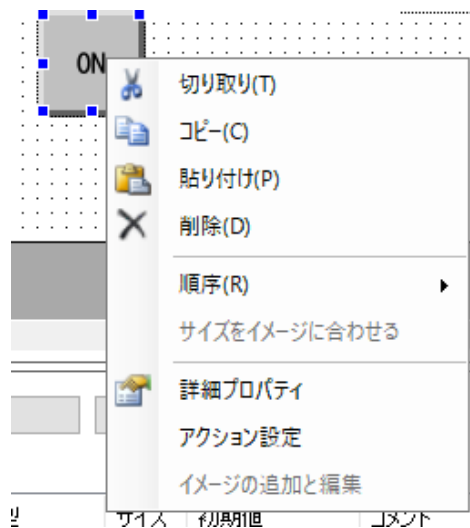 ON
切り取り(T)
コピー(C)
貼り付け(P)
削除(D)
順序(R)
サイズをイメージに合わせる
詳細プロパティ
アクション設定
イメージの追加と編集
型 サイズ 初期値 コメント